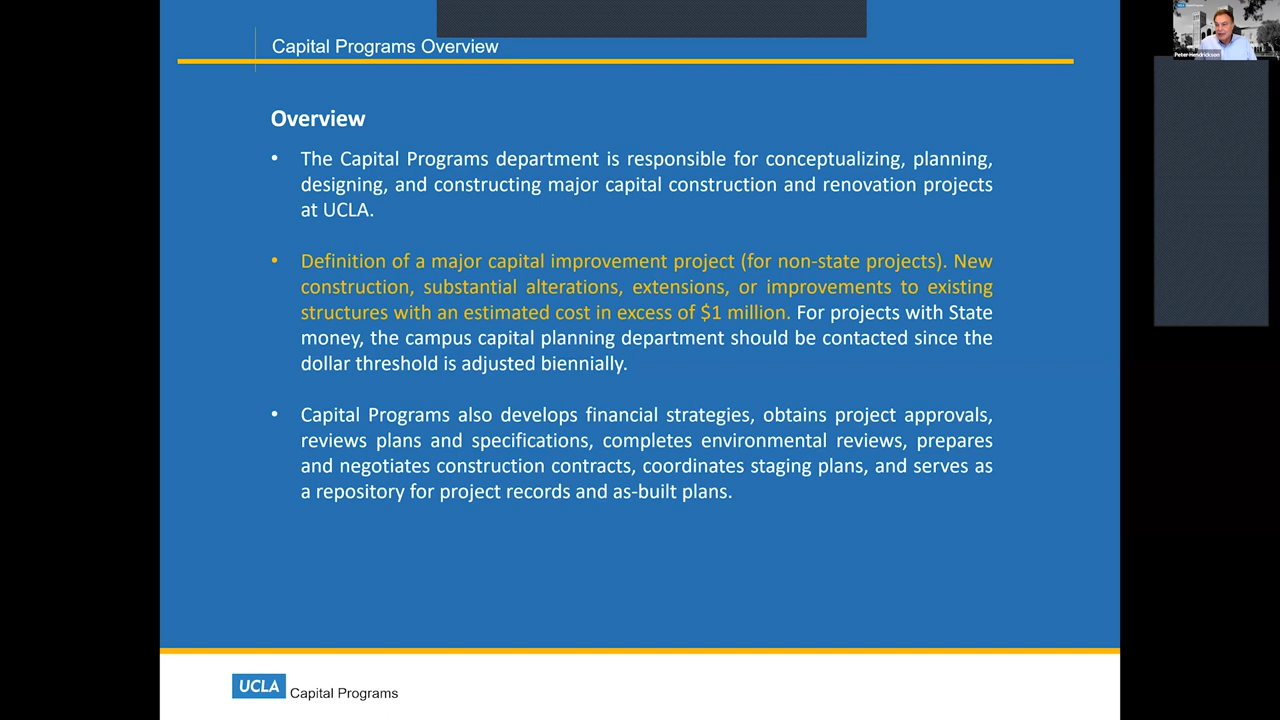 Capital Programs Overview
Overview
• The Capital Programs department is responsible for conceptualizing, planning,
designing, and constructing major capital construction and renovation projects
at UCLA.
• Definition of a major capital improvement project (for non-state projects). New
construction, substantial alterations, extensions, or improvements to existing
structures with an estimated cost in excess of $1 million. For projects with State
money, the campus capital planning department should be contacted since the
dollar threshold is adjusted biennially.
• Capital Programs also develops financial strategies, obtains project approvals,
reviews plans and specifications, completes environmental reviews, prepares
and negotiates construction contracts, coordinates staging plans, and serves as
a repository for project records and as-built plans.
UCLA Capital Programs
UCLA
Peter Hendrickson